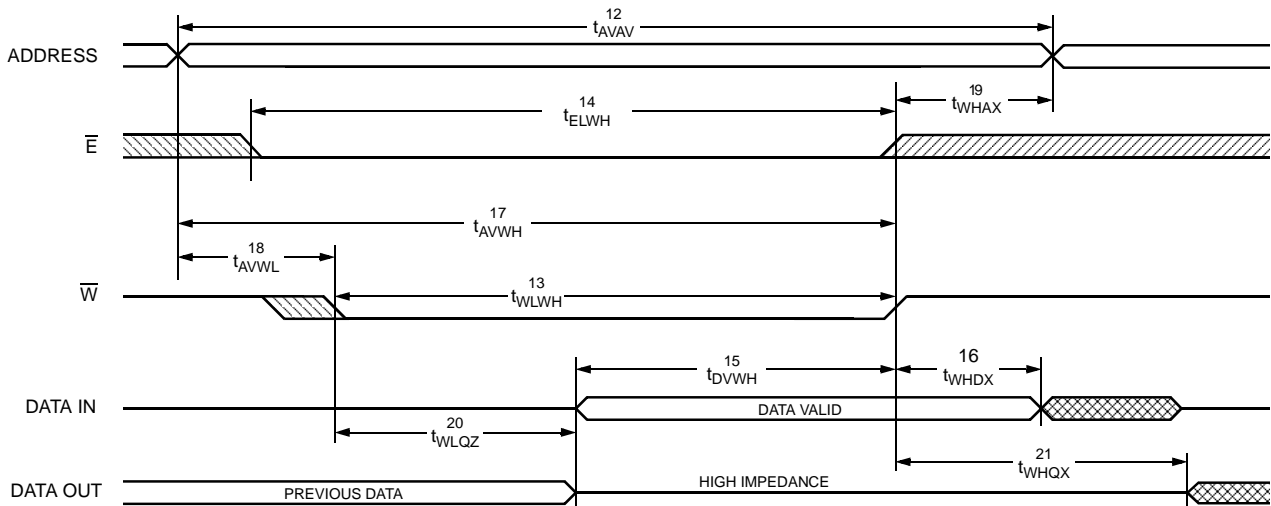 12
tAVAV
ADDRESS
14
tELWH
19
tWHAX
E
17
tAVWH
18
tAVWL
W
13
tWLWH
15
tDVWH
16
tWHDX
DATA IN
DATA VALID
20
tWLQZ
21
tWHQX
DATA OUT
PREVIOUS DATA
HIGH IMPEDANCE